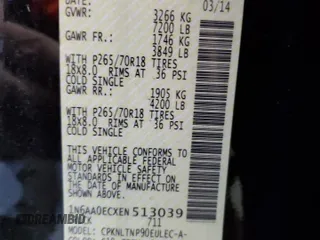 DATE: 03/14
GVWR: 3266 KG
7200 LB
GAWR FR.: 1746 KG
3849 LB
WITH P265/70R18 TIRES
18X8.0 RIMS AT 36 PSI
COLD SINGLE
GAWR RR.: 1905 KG
4200 LB
WITH P265/70R18 TIRES
18X8.0 RIMS AT 36 PSI
COLD SINGLE
THIS VEHICLE CONFORMS TO
ALL APPLICABLE FEDERAL
MOTOR VEHICLE SAFETY
STANDARDS IN EFFECT ON
THE DATE OF MANUFACTURE
SHOWN ABOVE.
1N6AA0ECXEN513039
711
MODEL: CPKNLTNP90EULEC-A-